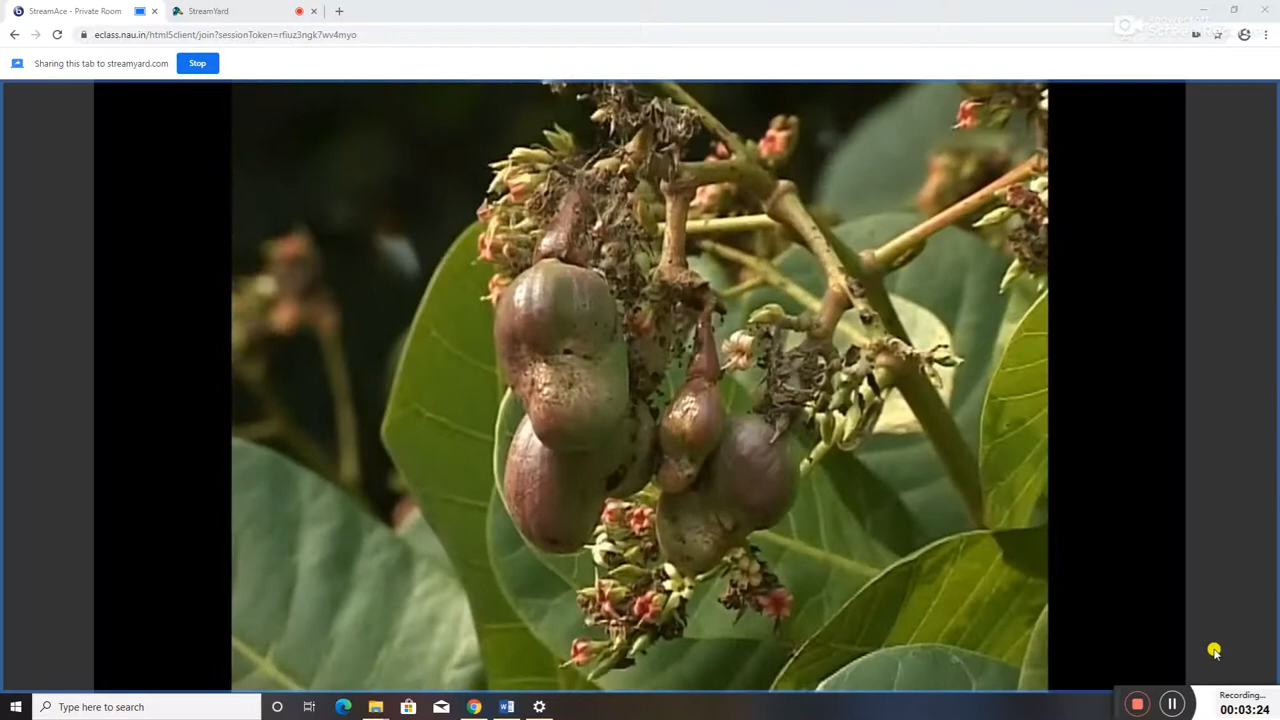 StreamAce - Private Room
StreamYard
eclass.nau.in/html5client/join?sessionToken=rfiuz3ngk7wv4myo
Sharing this tab to streamyard.com
Stop
Type here to search
Recording...
00:03:24